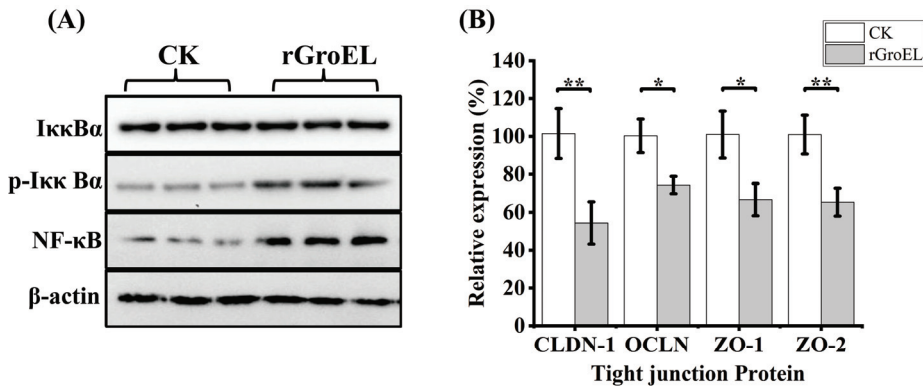 (A)
CK rGroEL
IκκBα
p-Iκκ Bα
NF-κB
β-actin
(B)
CK
rGroEL
140
120
100
80
60
40
20
0
Relative expression (%)
** * * **
CLDN-1 OCLN ZO-1 ZO-2
Tight junction Protein